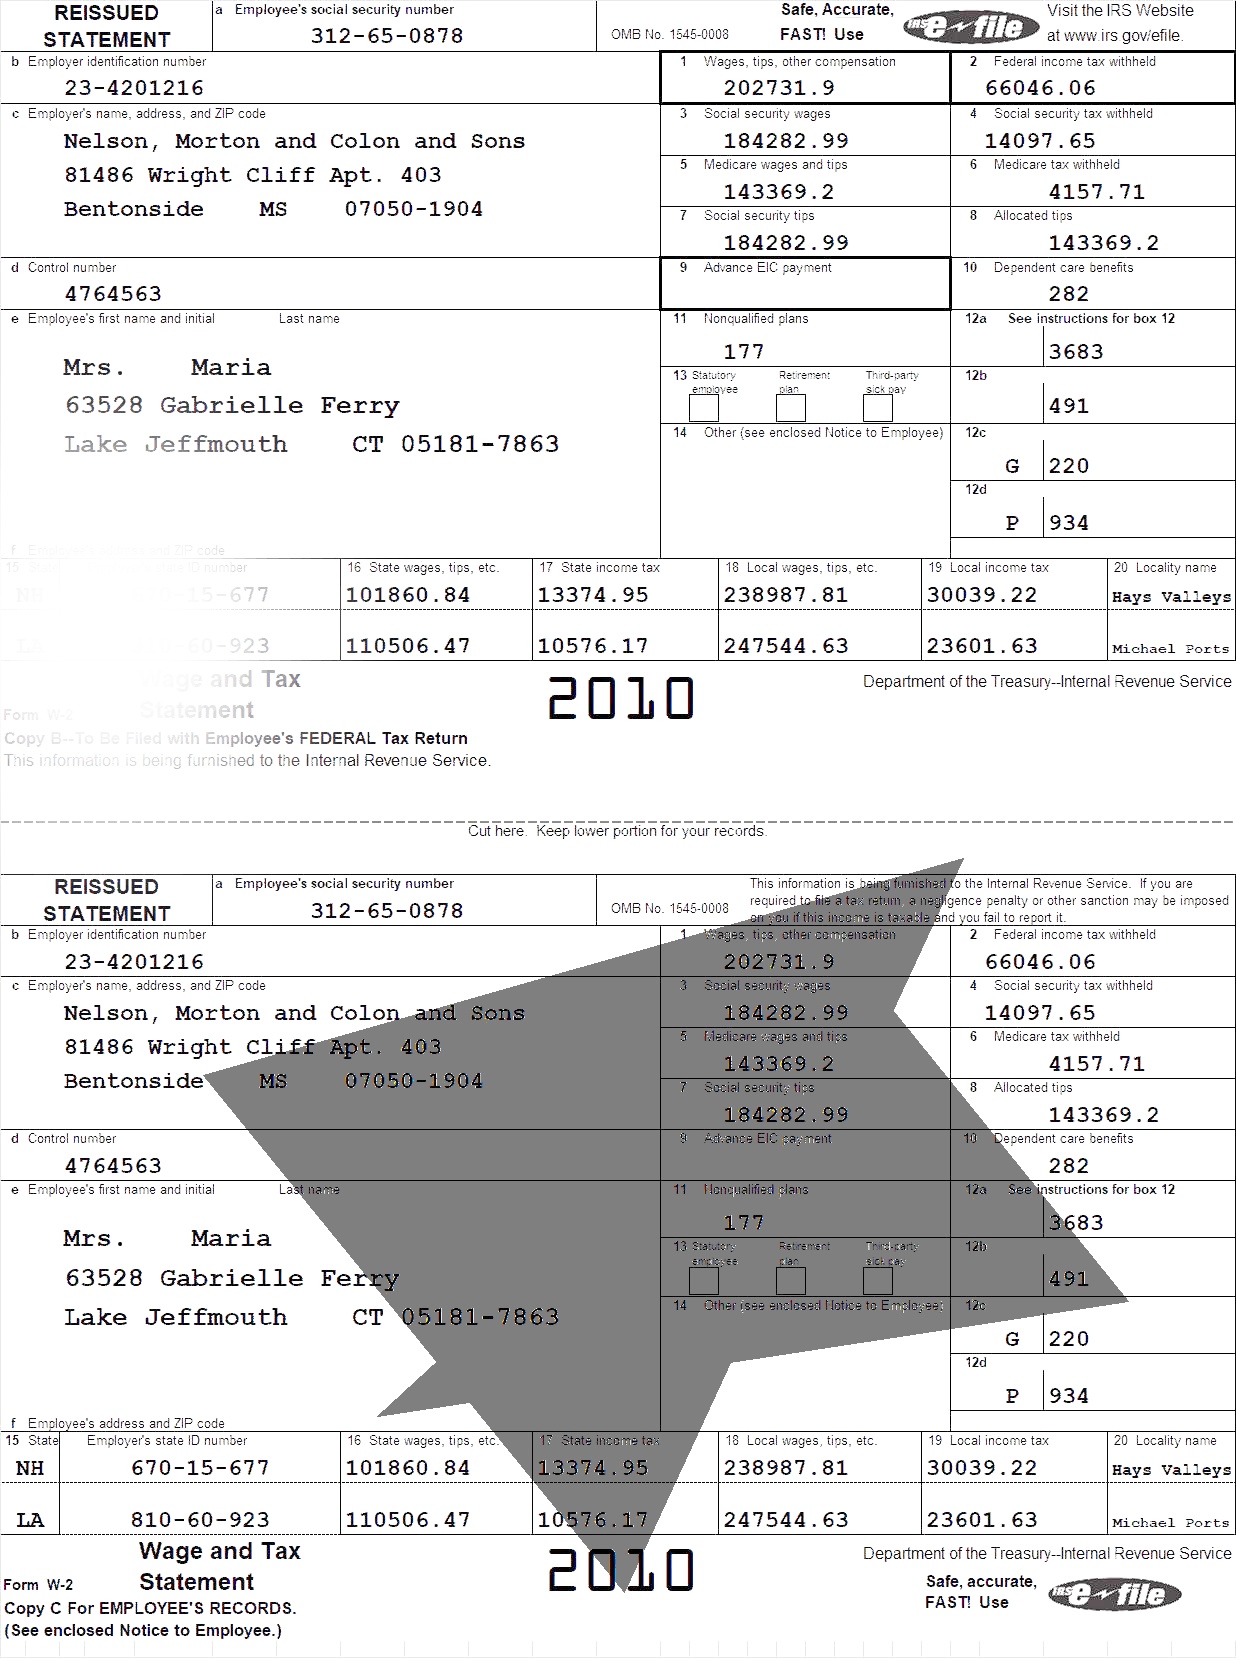 REISSUED STATEMENT
a Employee's social security number
312-65-0878
OMB No. 1545-0008
Safe, Accurate, FAST! Use
IRS e-file
Visit the IRS Website at www.irs.gov/efile.
b Employer identification number
23-4201216
1 Wages, tips, other compensation
202731.9
2 Federal income tax withheld
66046.06
c Employer's name, address, and ZIP code
Nelson, Morton and Colon and Sons
81486 Wright Cliff Apt. 403
Bentonside MS 07050-1904
3 Social security wages
184282.99
4 Social security tax withheld
14097.65
5 Medicare wages and tips
143369.2
6 Medicare tax withheld
4157.71
7 Social security tips
184282.99
8 Allocated tips
143369.2
d Control number
4764563
9 Advance EIC payment
10 Dependent care benefits
282
e Employee's first name and initial Last name
Mrs. Maria
63528 Gabrielle Ferry
Lake Jeffmouth CT 05181-7863
11 Nonqualified plans
177
12a See instructions for box 12
3683
13 Statutory employee Retirement plan Third-party sick pay
12b
491
14 Other (see enclosed Notice to Employee)
12c
G 220
12d
P 934
f Employee's address and ZIP code
15 number
16 State wages, tips, etc.
17 State income tax
18 Local wages, tips, etc.
19 Local income tax
20 Locality name
NH 15-677 101860.84 13374.95 238987.81 30039.22 Hays Valleys
LA 60-923 110506.47 10576.17 247544.63 23601.63 Michael Ports
Wage and Tax
Statement
Form W-2
2010
Department of the Treasury--Internal Revenue Service
Copy B--To Be Filed with Employee's FEDERAL Tax Return
This information is being furnished to the Internal Revenue Service.
Cut here. Keep lower portion for your records.
REISSUED STATEMENT
a Employee's social security number
312-65-0878
OMB No. 1545-0008
This information is being furnished to the Internal Revenue Service. If you are
required to file a tax return, a negligence penalty or other sanction may be imposed
on you if this income is taxable and you fail to report it.
b Employer identification number
23-4201216
1 Wages, tips, other compensation
202731.9
2 Federal income tax withheld
66046.06
c Employer's name, address, and ZIP code
Nelson, Morton and Colon and Sons
81486 Wright Cliff Apt. 403
Bentonside MS 07050-1904
3 Social security wages
184282.99
4 Social security tax withheld
14097.65
5 Medicare wages and tips
143369.2
6 Medicare tax withheld
4157.71
7 Social security tips
184282.99
8 Allocated tips
143369.2
d Control number
4764563
9 Advance EIC payment
10 Dependent care benefits
282
e Employee's first name and initial Last name
Mrs. Maria
63528 Gabrielle Ferry
Lake Jeffmouth CT 05181-7863
11 Nonqualified plans
177
12a See instructions for box 12
3683
13 Statutory employee Retirement plan Third-party sick pay
12b
491
14 Other (see enclosed Notice to Employee)
12c
G 220
12d
P 934
f Employee's address and ZIP code
15 State Employer's state ID number
16 State wages, tips, etc.
17 State income tax
18 Local wages, tips, etc.
19 Local income tax
20 Locality name
NH 670-15-677 101860.84 13374.95 238987.81 30039.22 Hays Valleys
LA 810-60-923 110506.47 10576.17 247544.63 23601.63 Michael Ports
Wage and Tax
Statement
Form W-2
2010
Department of the Treasury--Internal Revenue Service
Copy C For EMPLOYEE'S RECORDS.
(See enclosed Notice to Employee.)
Safe, accurate, FAST! Use
IRS e-file